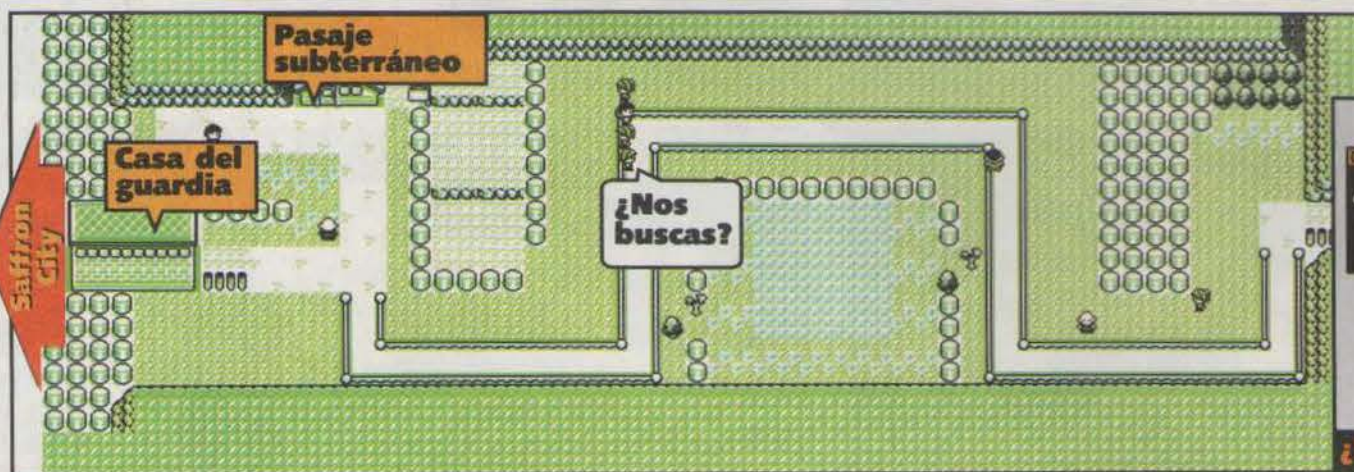 Pasaje
subterráneo
Casa del
guardia
Saffron
City
¿Nos
buscas?
¿